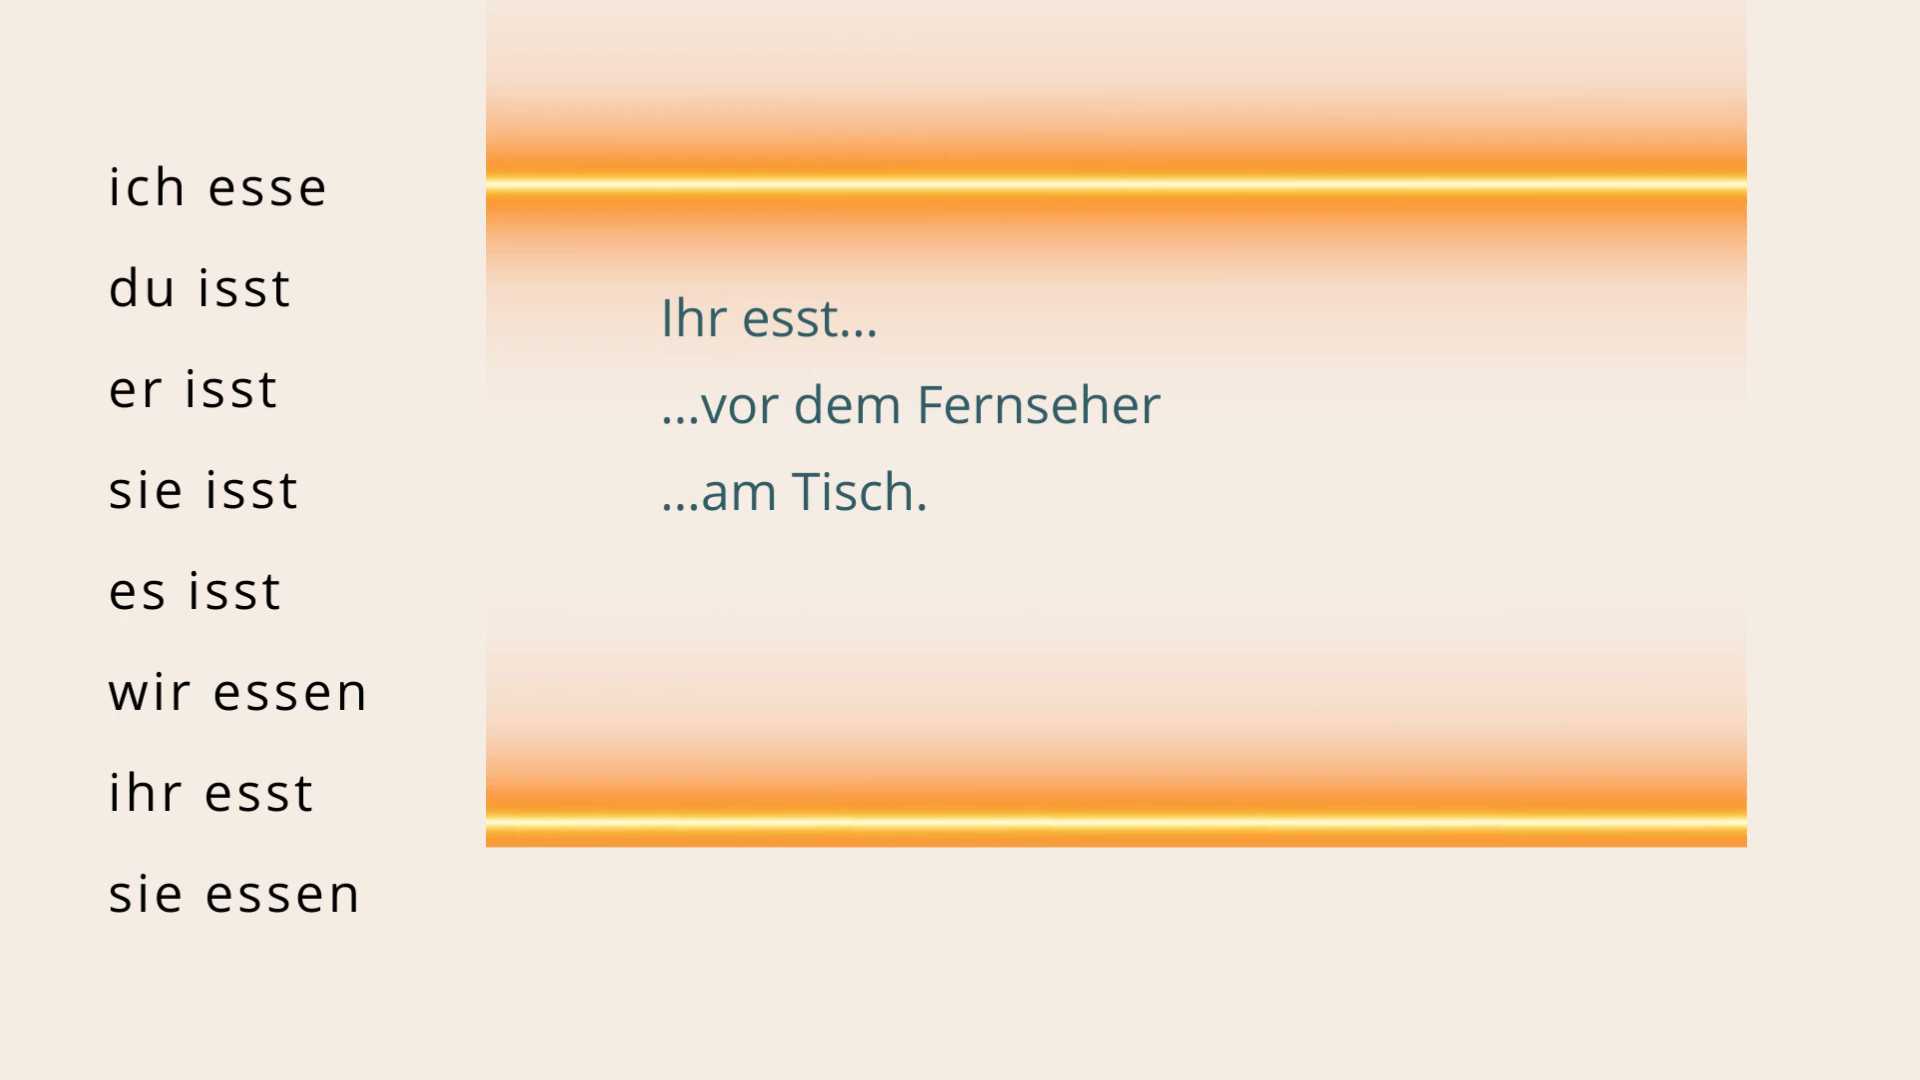 ich esse
du isst
er isst
sie isst
es isst
wir essen
ihr esst
sie essen
Ihr esst...
...vor dem Fernseher
...am Tisch.